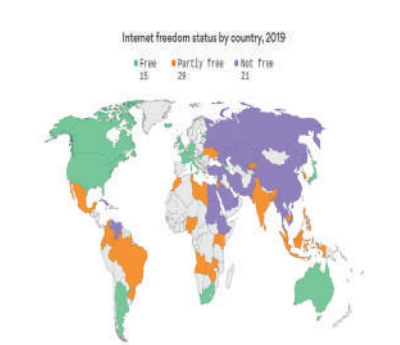 Internet freedom status by country, 2019
Free Partly free Not free
15 29 21